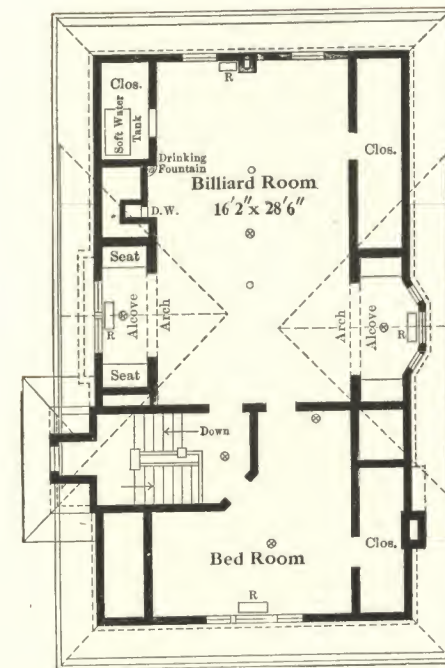 R
Clos.
Soft Water
Tank
Drinking
Fountain
Clos.
Billiard Room
16'2" x 28'6"
D.W.
Seat
Alcove
Arch
R
Seat
Arch
Alcove
R
Down
Bed Room
Clos.
R